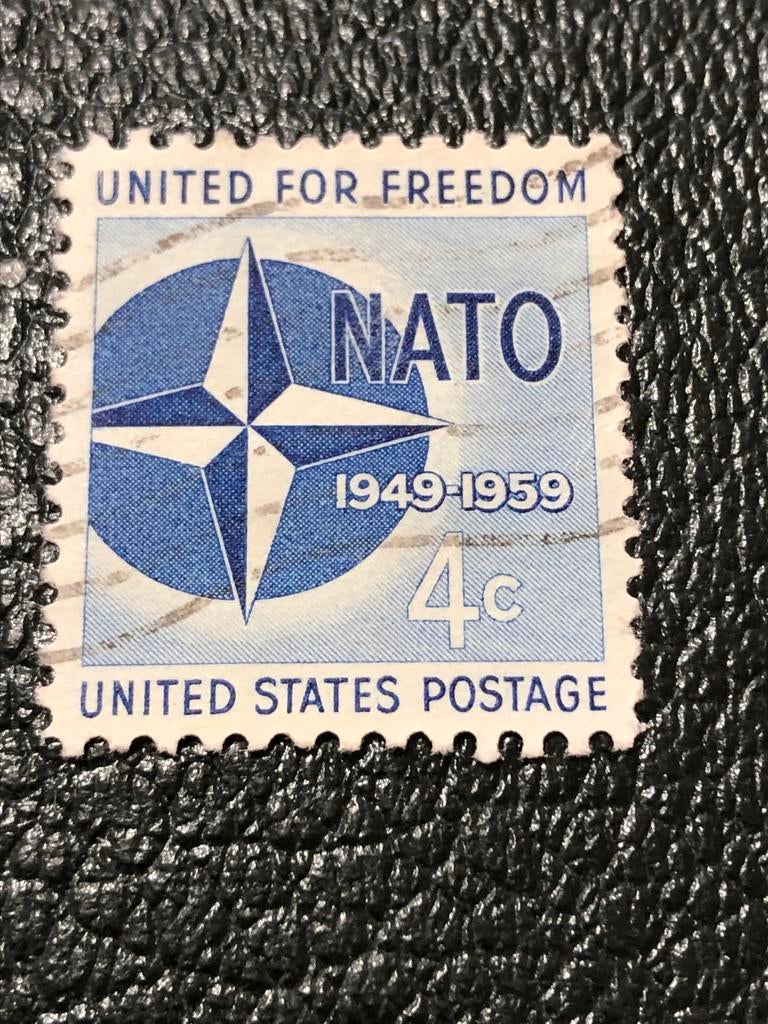 UNITED FOR FREEDOM
NATO
1949-1959
4c
UNITED STATES POSTAGE